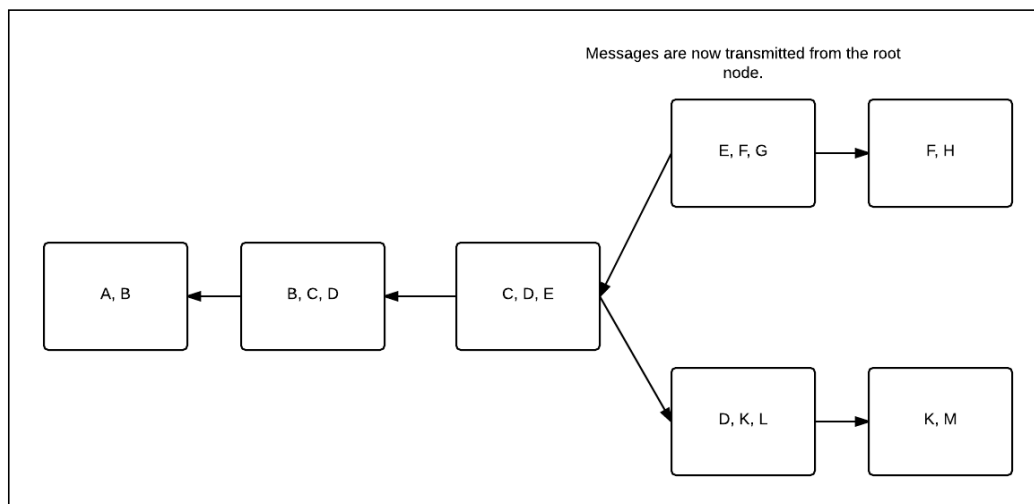 Messages are now transmitted from the root
node.
E, F, G
F, H
A, B
B, C, D
C, D, E
D, K, L
K, M